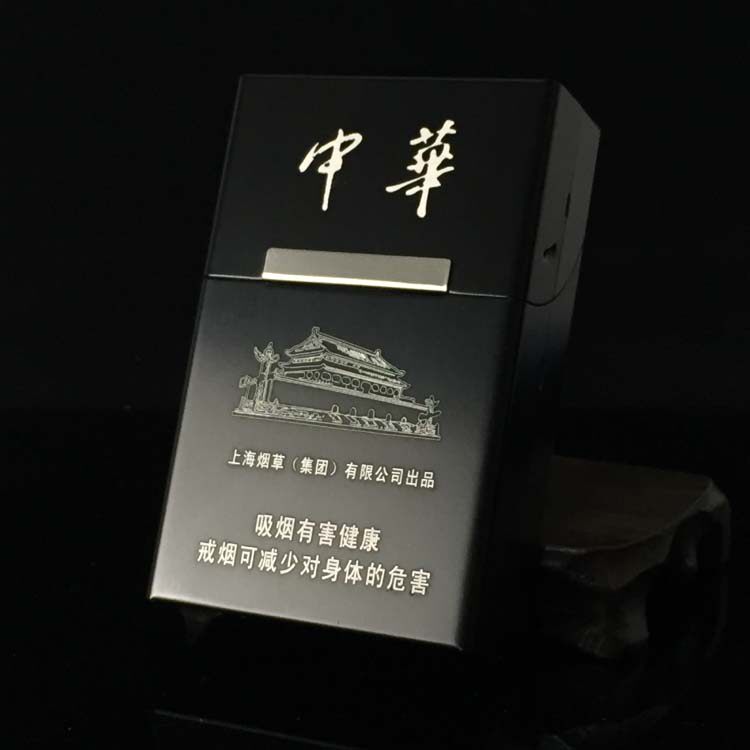 中華
上海烟草（集团）有限公司出品
吸烟有害健康
戒烟可减少对身体的危害